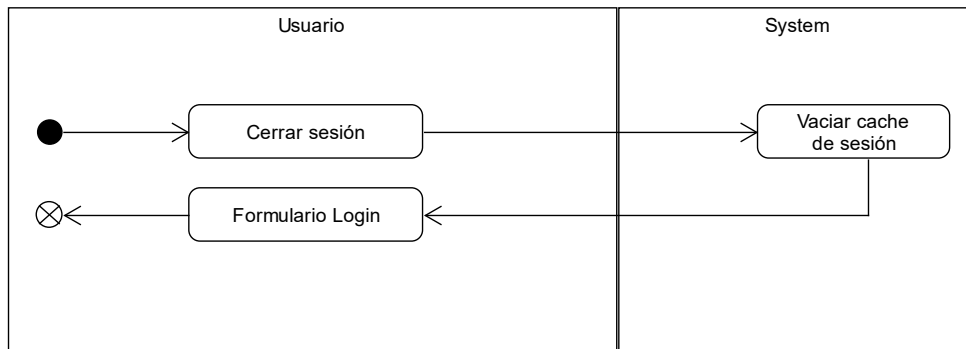 Usuario
System
Cerrar sesión
Vaciar cache
de sesión
Formulario Login